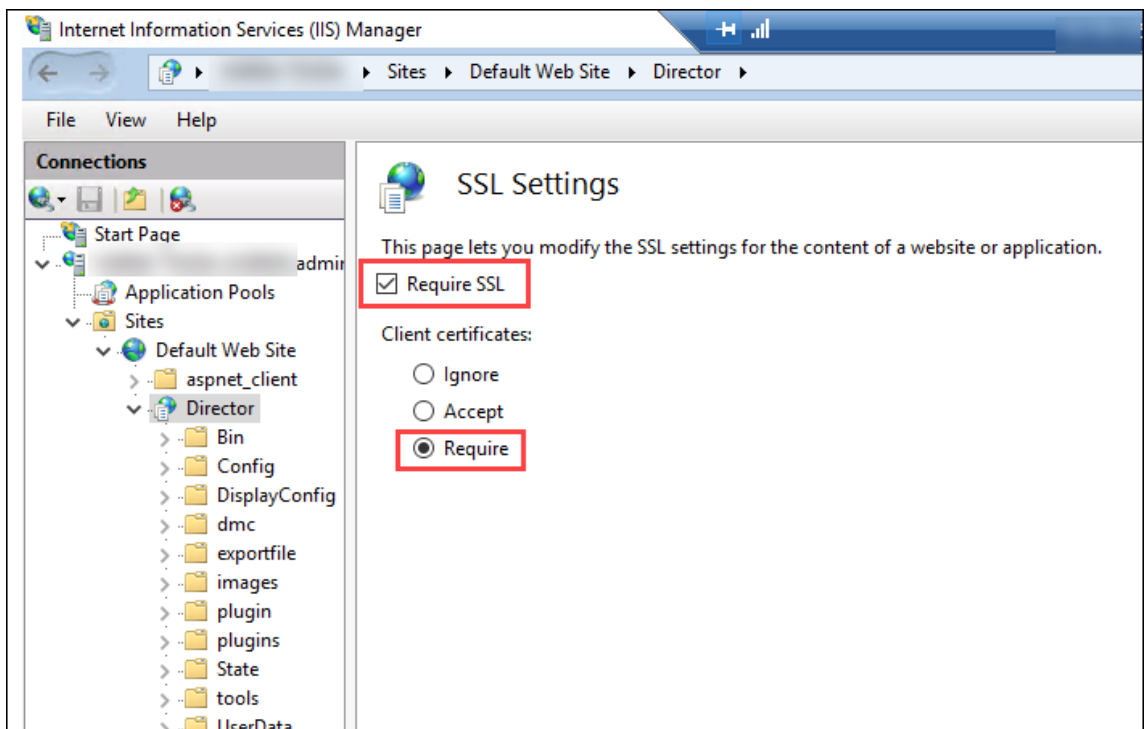 Internet Information Services (IIS) Manager
Sites Default Web Site Director
File View Help
Connections
Start Page
admin
Application Pools
Sites
Default Web Site
aspnet_client
Director
Bin
Config
DisplayConfig
dmc
exportfile
images
plugin
plugins
State
tools
UserData
SSL Settings
This page lets you modify the SSL settings for the content of a website or application.
Require SSL
Client certificates:
Ignore
Accept
Require